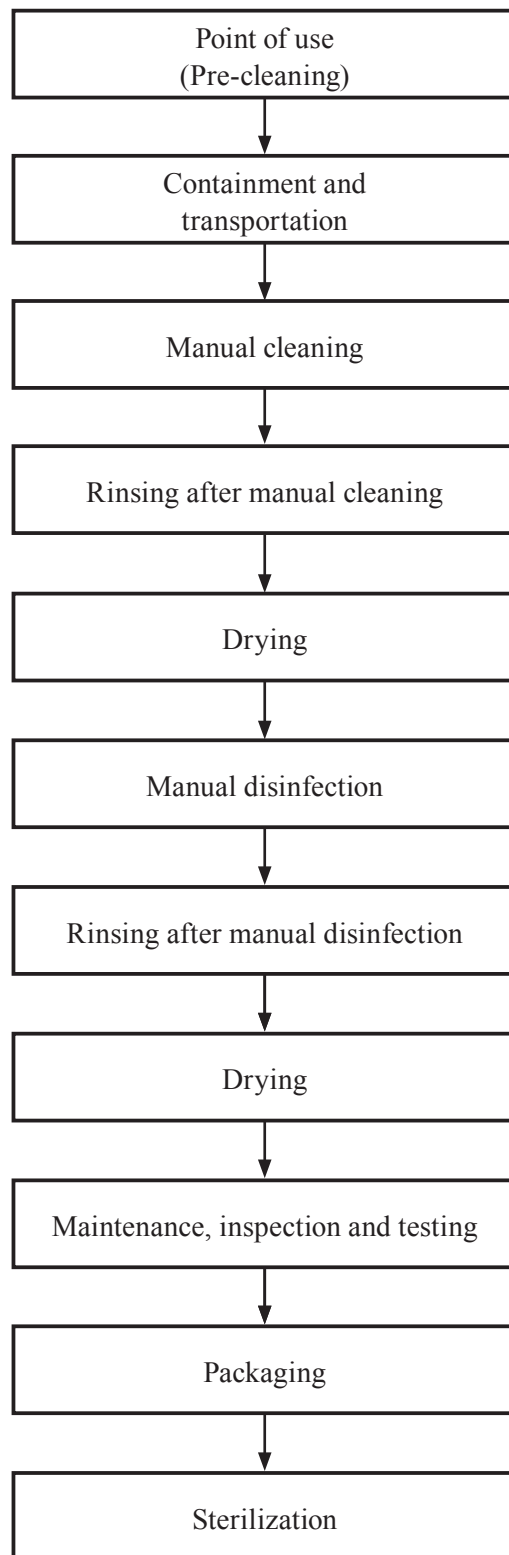 Point of use
(Pre-cleaning)
Containment and
transportation
Manual cleaning
Rinsing after manual cleaning
Drying
Manual disinfection
Rinsing after manual disinfection
Drying
Maintenance, inspection and testing
Packaging
Sterilization